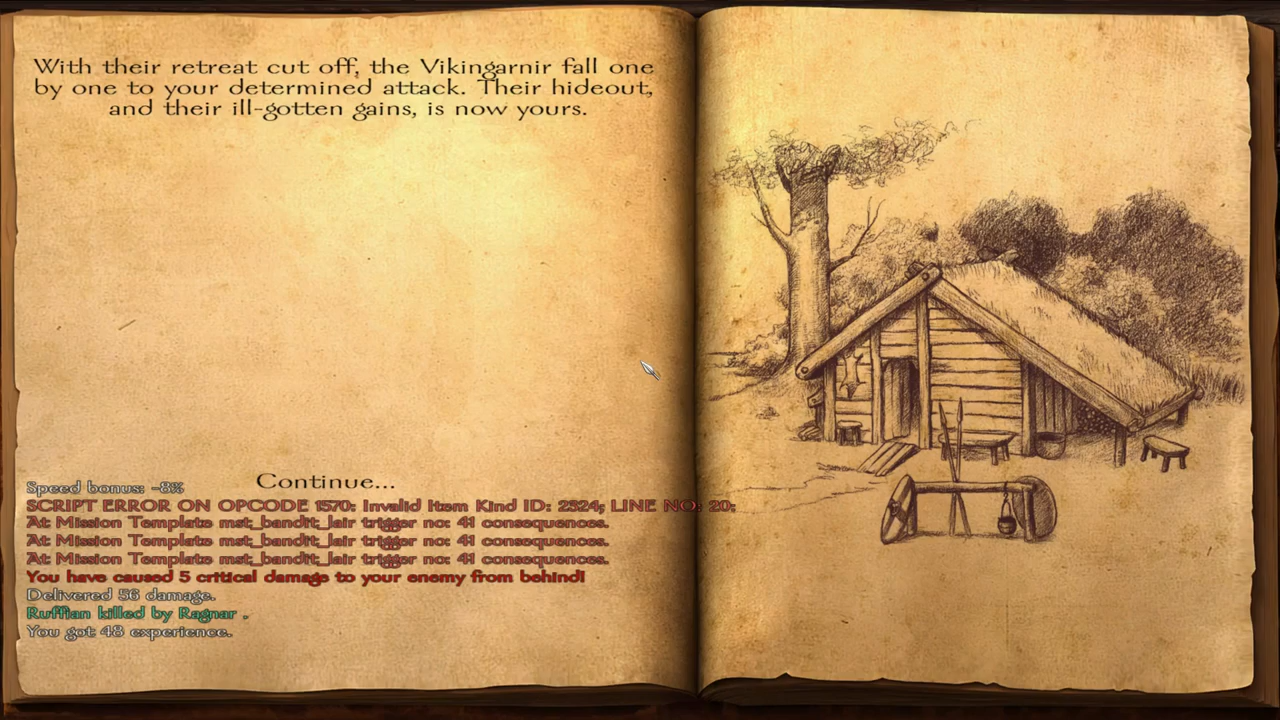 With their retreat cut off, the Vikingarnir fall one
by one to your determined attack. Their hideout,
and their ill-gotten gains, is now yours.
Continue...
Speed bonus: -8%
SCRIPT ERROR ON OPCODE 1570: Invalid Item Kind ID: 2324; LINE NO: 20:
At Mission Template mst_bandit_lair trigger no: 41 consequences.
At Mission Template mst_bandit_lair trigger no: 41 consequences.
At Mission Template mst_bandit_lair trigger no: 41 consequences.
You have caused 5 critical damage to your enemy from behind!
Delivered 56 damage.
Ruffian killed by Ragnar .
You got 48 experience.